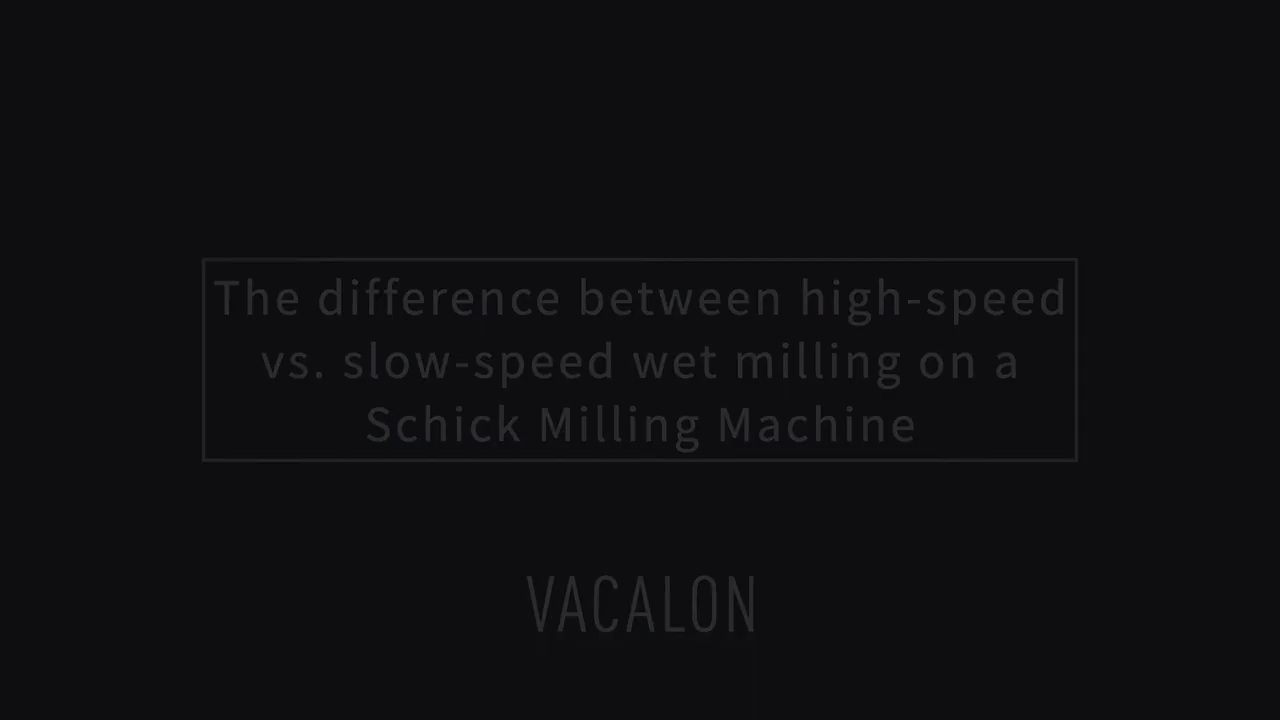 The difference between high-speed
vs. slow-speed wet milling on a
Schick Milling Machine
VACALON